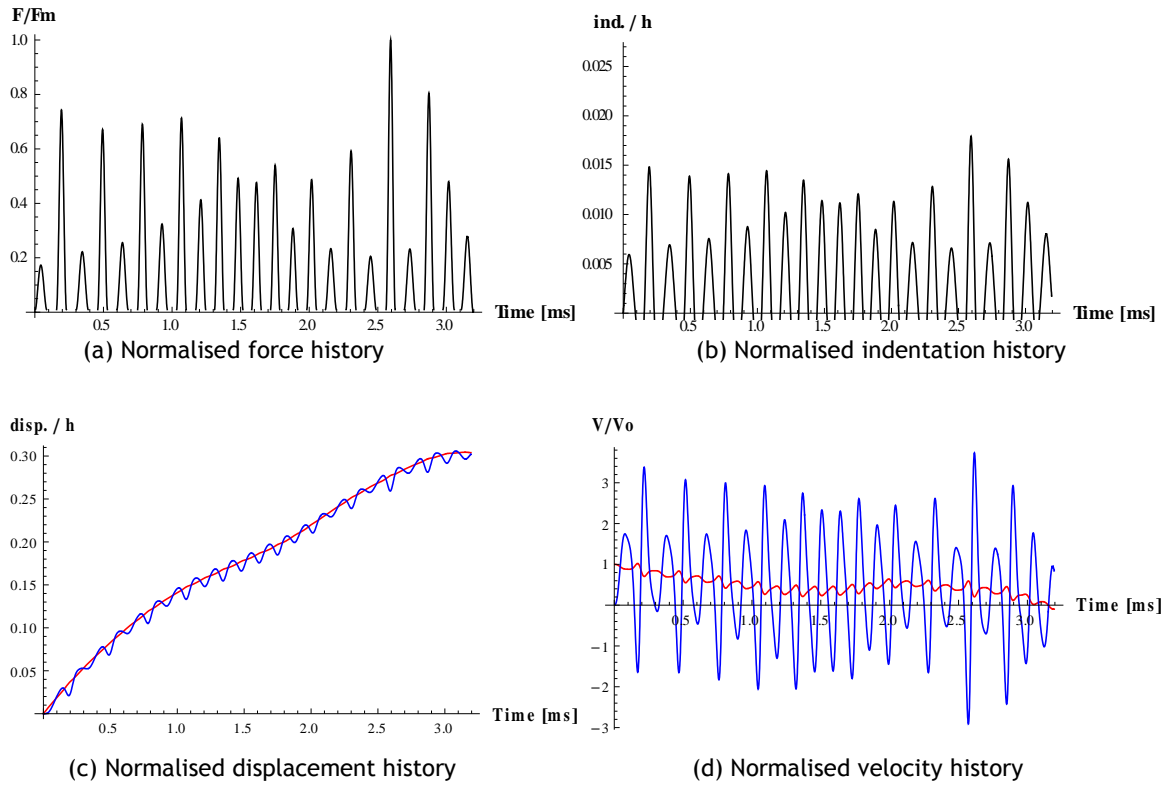 F/Fm
1.0
0.8
0.6
0.4
0.2
0.5 1.0 1.5 2.0 2.5 3.0
Time [ms]
(a) Normalised force history
ind. / h
0.025
0.020
0.015
0.010
0.005
0.5 1.0 1.5 2.0 2.5 3.0
Time [ms]
(b) Normalised indentation history
disp. / h
0.30
0.25
0.20
0.15
0.10
0.05
0.5 1.0 1.5 2.0 2.5 3.0
Time [ms]
(c) Normalised displacement history
V/Vo
3
2
1
0.5 1.0 1.5 2.0 2.5 3.0
Time [ms]
−1
−2
−3
(d) Normalised velocity history